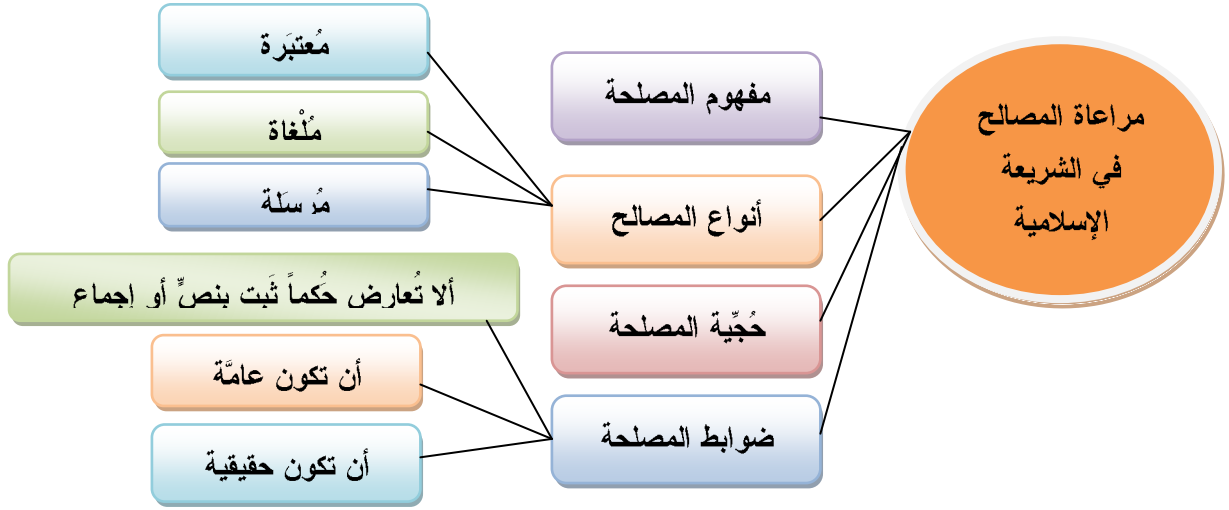 مراعاة المصالح
في الشريعة
الإسلامية
مفهوم المصلحة
أنواع المصالح
مُعتبَرة
مُلْغاة
مُرسَلة
حُجِّية المصلحة
ضوابط المصلحة
ألا تُعارض حُكماً ثَبت بنصٍّ أو إجماع
أن تكون عامَّة
أن تكون حقيقية